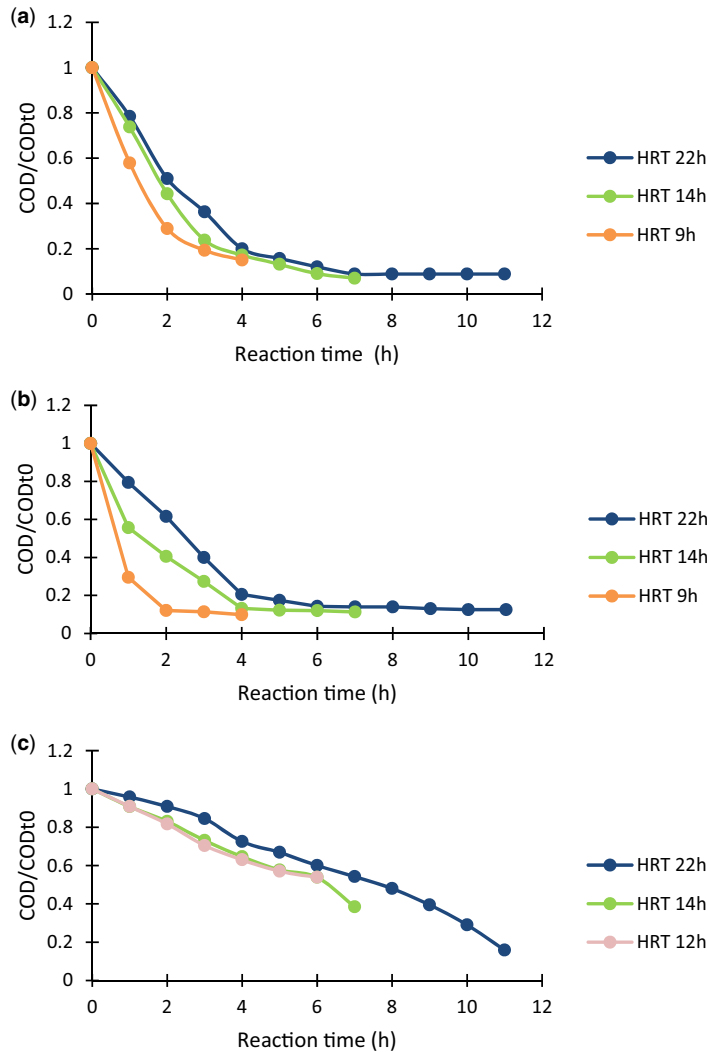 (a)
1.2
1
0.8
0.6
0.4
0.2
0
COD/CODt0
0 2 4 6 8 10 12
Reaction time (h)
HRT 22h
HRT 14h
HRT 9h
(b)
1.2
1
0.8
0.6
0.4
0.2
0
COD/CODt0
0 2 4 6 8 10 12
Reaction time (h)
HRT 22h
HRT 14h
HRT 9h
(c)
1.2
1
0.8
0.6
0.4
0.2
0
COD/CODt0
0 2 4 6 8 10 12
Reaction time (h)
HRT 22h
HRT 14h
HRT 12h